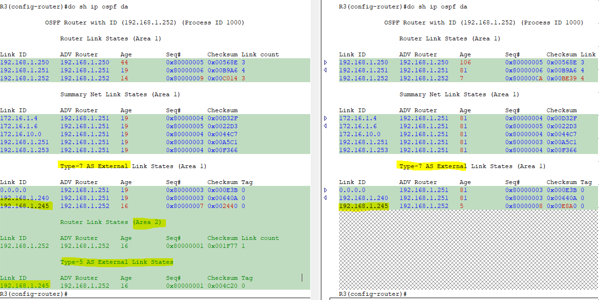 R3(config-router)#do sh ip ospf da
OSPF Router with ID (192.168.1.252) (Process ID 1000)
Router Link States (Area 1)
Link ID ADV Router Age Seq# Checksum Link count
192.168.1.250 192.168.1.250 44 0x80000005 0x00568E 3
192.168.1.251 192.168.1.251 19 0x80000006 0x00B9A6 4
192.168.1.252 192.168.1.252 14 0x80000009 0x00C014 3
Summary Net Link States (Area 1)
Link ID ADV Router Age Seq# Checksum
172.16.1.4 192.168.1.251 19 0x80000004 0x00D32F
172.16.1.6 192.168.1.251 19 0x80000005 0x0022D3
172.16.10.0 192.168.1.251 19 0x80000004 0x0044C7
192.168.1.251 192.168.1.251 19 0x80000004 0x0005C1
192.168.1.253 192.168.1.251 19 0x80000004 0x00F366
Type-7 AS External Link States (Area 1)
Link ID ADV Router Age Seq# Checksum Tag
0.0.0.0 192.168.1.251 19 0x80000003 0x000E3B 0
192.168.1.240 192.168.1.251 19 0x80000003 0x00640A 0
192.168.1.245 192.168.1.252 16 0x80000007 0x002440 0
Router Link States (Area 2)
Link ID ADV Router Age Seq# Checksum Link count
192.168.1.252 192.168.1.252 16 0x80000001 0x001F77 1
Type-5 AS External Link States
Link ID ADV Router Age Seq# Checksum Tag
192.168.1.245 192.168.1.252 16 0x80000001 0x004C20 0
R3(config-router)#
R3(config-router)#do sh ip ospf da
OSPF Router with ID (192.168.1.252) (Process ID 1000)
Router Link States (Area 1)
Link ID ADV Router Age Seq# Checksum Link count
192.168.1.250 192.168.1.250 106 0x80000005 0x00568E 3
192.168.1.251 192.168.1.251 81 0x80000006 0x00B9A6 4
192.168.1.252 192.168.1.252 7 0x8000000A 0x00BE39 4
Summary Net Link States (Area 1)
Link ID ADV Router Age Seq# Checksum
172.16.1.4 192.168.1.251 81 0x80000004 0x00D32F
172.16.1.6 192.168.1.251 81 0x80000005 0x0022D3
172.16.10.0 192.168.1.251 81 0x80000004 0x0044C7
192.168.1.251 192.168.1.251 81 0x80000004 0x0005C1
192.168.1.253 192.168.1.251 81 0x80000004 0x00F366
Type-7 AS External Link States (Area 1)
Link ID ADV Router Age Seq# Checksum Tag
0.0.0.0 192.168.1.251 81 0x80000003 0x000E3B 0
192.168.1.240 192.168.1.251 81 0x80000003 0x00640A 0
192.168.1.245 192.168.1.252 5 0x80000008 0x00E8A0 0
R3(config-router)#